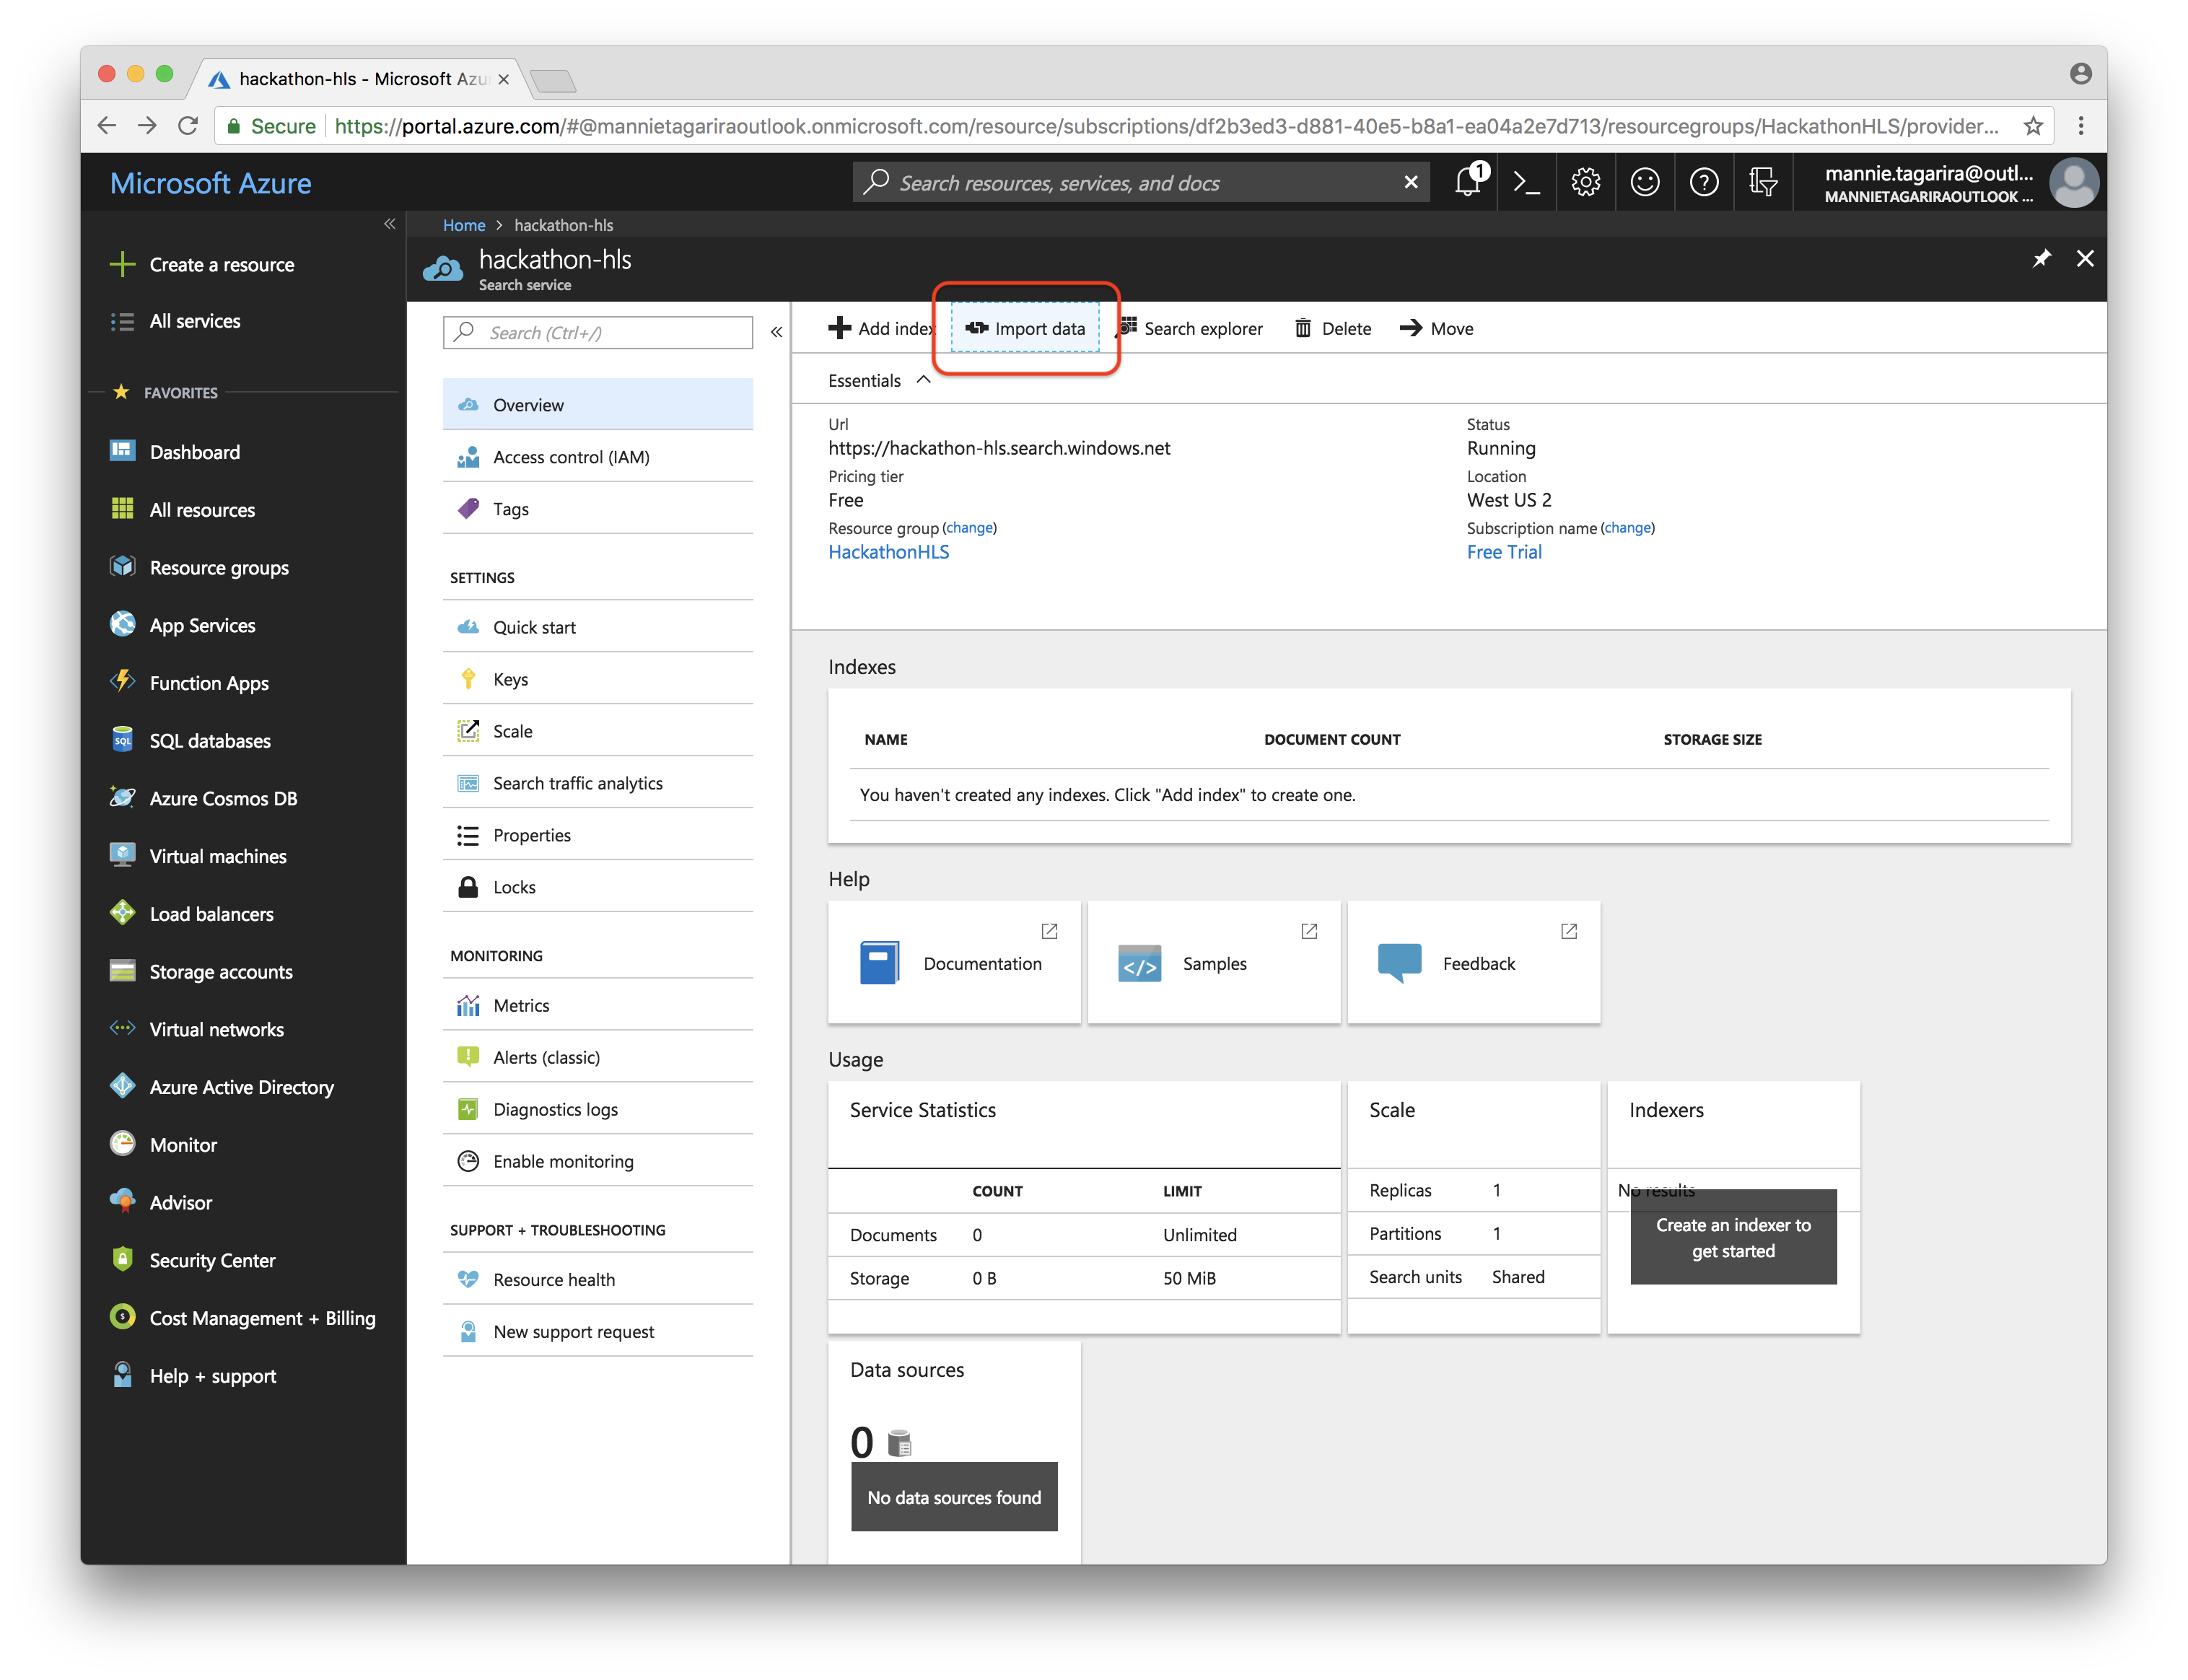 hackathon-hls - Microsoft Azu
Secure https://portal.azure.com/#@mannietagariraoutlook.onmicrosoft.com/resource/subscriptions/df2b3ed3-d881-40e5-b8a1-ea04a2e7d713/resourcegroups/HackathonHLS/provider...
Microsoft Azure
Search resources, services, and docs
1
mannie.tagarira@outl...
MANNIETAGARIRAOUTLOOK ...
Create a resource
All services
FAVORITES
Dashboard
All resources
Resource groups
App Services
Function Apps
SQL databases
Azure Cosmos DB
Virtual machines
Load balancers
Storage accounts
Virtual networks
Azure Active Directory
Monitor
Advisor
Security Center
Cost Management + Billing
Help + support
Home > hackathon-hls
hackathon-hls
Search service
Search (Ctrl+/)
Overview
Access control (IAM)
Tags
SETTINGS
Quick start
Keys
Scale
Search traffic analytics
Properties
Locks
MONITORING
Metrics
Alerts (classic)
Diagnostics logs
Enable monitoring
SUPPORT + TROUBLESHOOTING
Resource health
New support request
Add index Import data Search explorer Delete Move
Essentials
Url
https://hackathon-hls.search.windows.net
Pricing tier
Free
Resource group (change)
HackathonHLS
Status
Running
Location
West US 2
Subscription name (change)
Free Trial
Indexes
NAME DOCUMENT COUNT STORAGE SIZE
You haven't created any indexes. Click "Add index" to create one.
Help
Documentation
Samples
Feedback
Usage
Service Statistics
COUNT LIMIT
Documents 0 Unlimited
Storage 0 B 50 MiB
Scale
Replicas 1
Partitions 1
Search units Shared
Indexers
No results
Create an indexer to
get started
Data sources
0
No data sources found